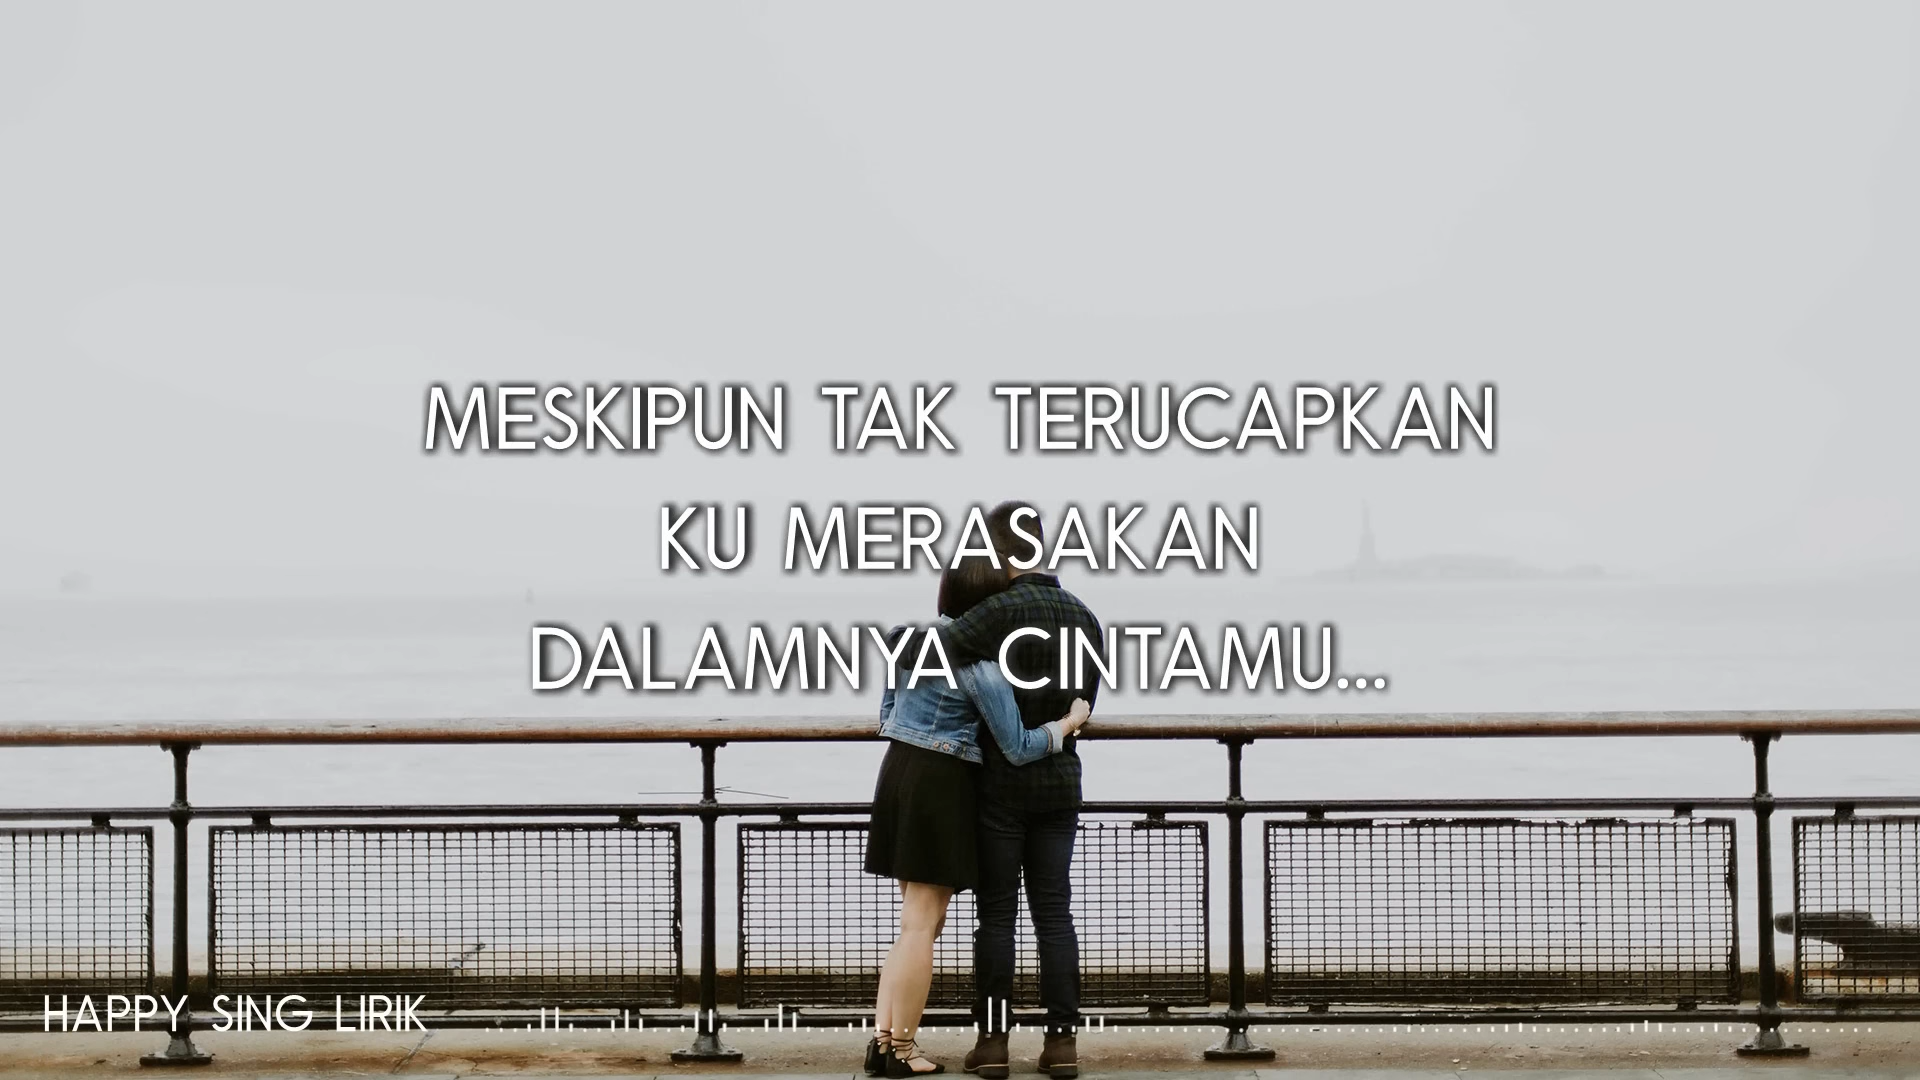 MESKIPUN TAK TERUCAPKAN
KU MERASAKAN
DALAMNYA CINTAMU...
HAPPY SING LIRIK